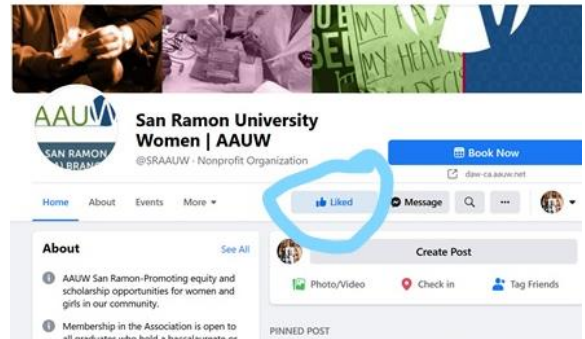 MY HEALTH
MY DECIS
AAUW
SAN RAMON
BRANCH
San Ramon University
Women | AAUW
@SRAAUW · Nonprofit Organization
Book Now
daw-ca.aauw.net
Home About Events More
Liked Message ···
About See All
Create Post
AAUW San Ramon-Promoting equity and
scholarship opportunities for women and
girls in our community.
Photo/Video Check in Tag Friends
Membership in the Association is open to
all graduates who hold a baccalaureate or
PINNED POST